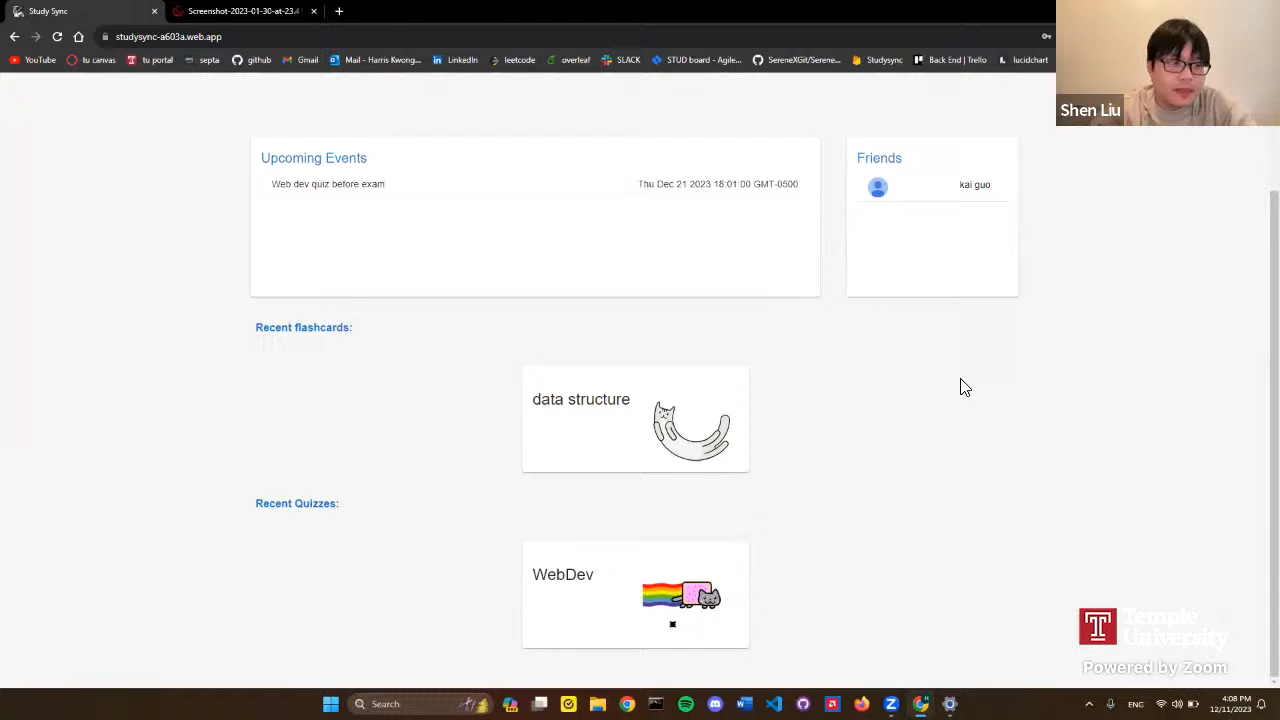 Study Sync
Screenshot-2023-01-30-at-23.4
studysync-a603a.web.app
YouTube tu canvas tu portal septa github Gmail Mail - Harris Kwong... LinkedIn leetcode overleaf SLACK STUD board - Agile... SereneXGit/Serene... Studysync Back End | Trello lucidchart
Shen Liu
Upcoming Events
Web dev quiz before exam Thu Dec 21 2023 18:01:00 GMT-0500
Friends
kai guo
Recent flashcards:
data structure
Recent Quizzes:
WebDev
Temple
University
Powered by Zoom
Search
ENG
4:08 PM
12/11/2023